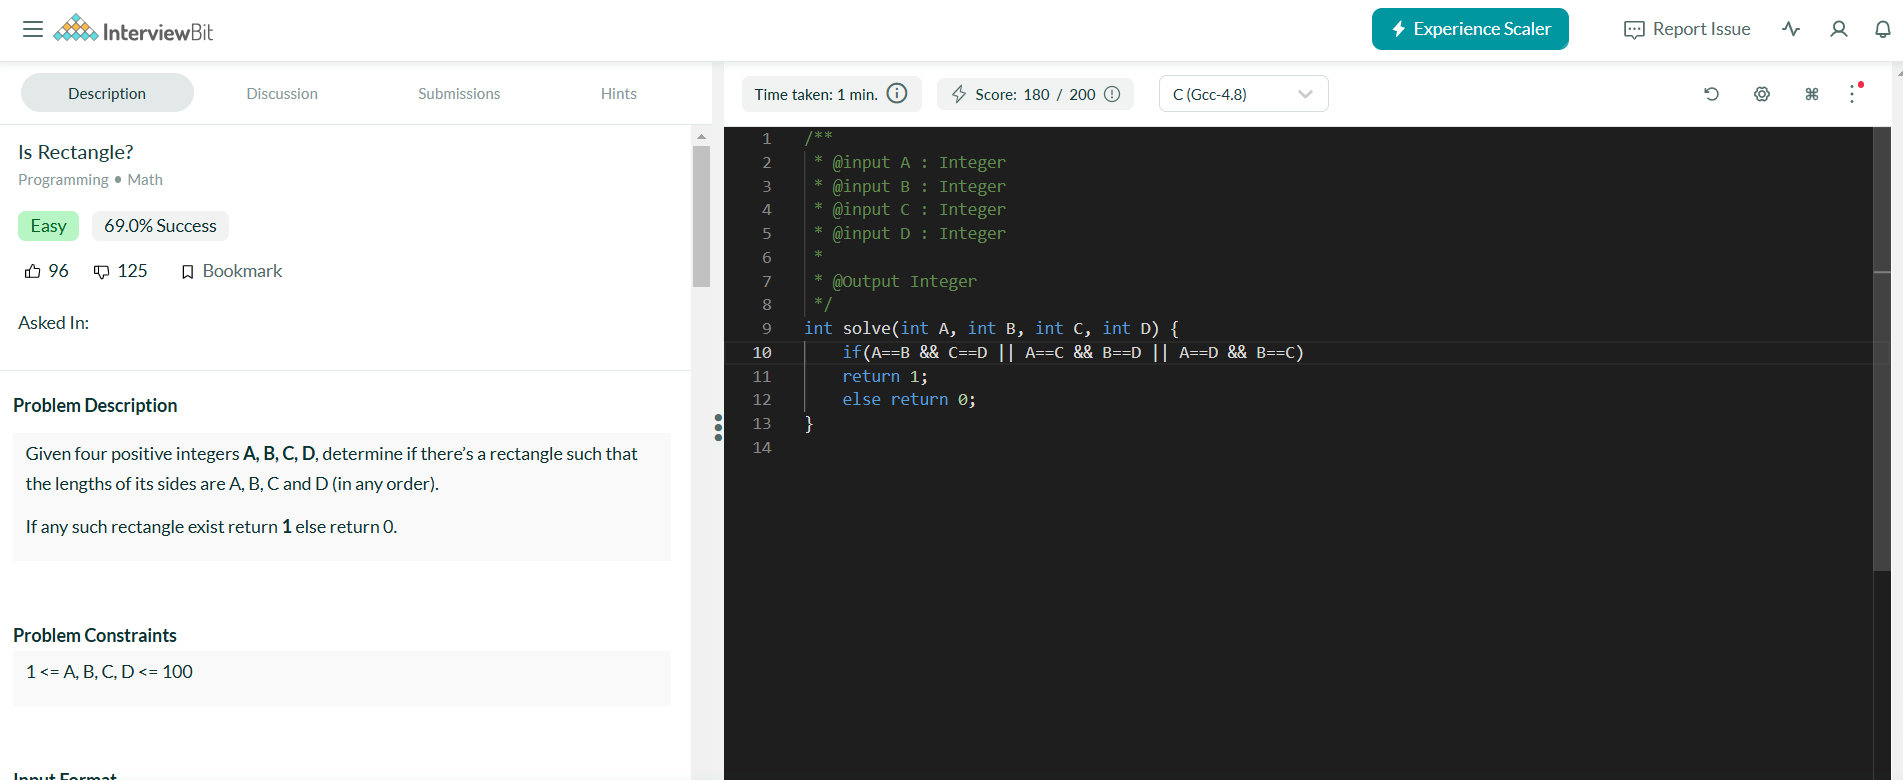 InterviewBit
Experience Scaler
Report Issue
Description
Discussion
Submissions
Hints
Time taken: 1 min.
Score: 180 / 200
C (Gcc-4.8)
Is Rectangle?
Programming • Math
Easy
69.0% Success
96
125
Bookmark
Asked In:
Problem Description
Given four positive integers A, B, C, D, determine if there’s a rectangle such that
the lengths of its sides are A, B, C and D (in any order).
If any such rectangle exist return 1 else return 0.
Problem Constraints
1 <= A, B, C, D <= 100
Input Format
1 /**
2 * @input A : Integer
3 * @input B : Integer
4 * @input C : Integer
5 * @input D : Integer
6 *
7 * @Output Integer
8 */
9 int solve(int A, int B, int C, int D) {
10 if(A==B && C==D || A==C && B==D || A==D && B==C)
11 return 1;
12 else return 0;
13 }
14